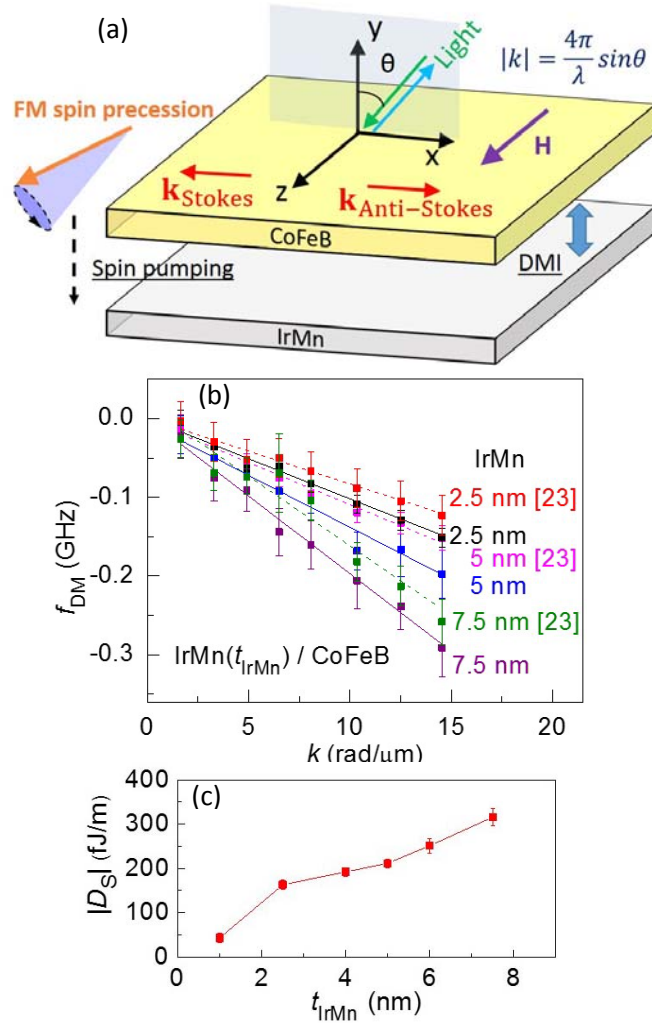 (a)
y
θ
Light
|k| = 4π/λ sinθ
FM spin precession
H
x
k_Stokes
z
k_Anti−Stokes
CoFeB
DMI
Spin pumping
IrMn
(b)
0.0
-0.1
-0.2
-0.3
f_DM (GHz)
IrMn
2.5 nm [23]
2.5 nm
5 nm [23]
5 nm
7.5 nm [23]
7.5 nm
IrMn(t_IrMn) / CoFeB
0 5 10 15 20
k (rad/μm)
(c)
400
300
200
100
0
|D_S| (fJ/m)
0 2 4 6 8
t_IrMn (nm)